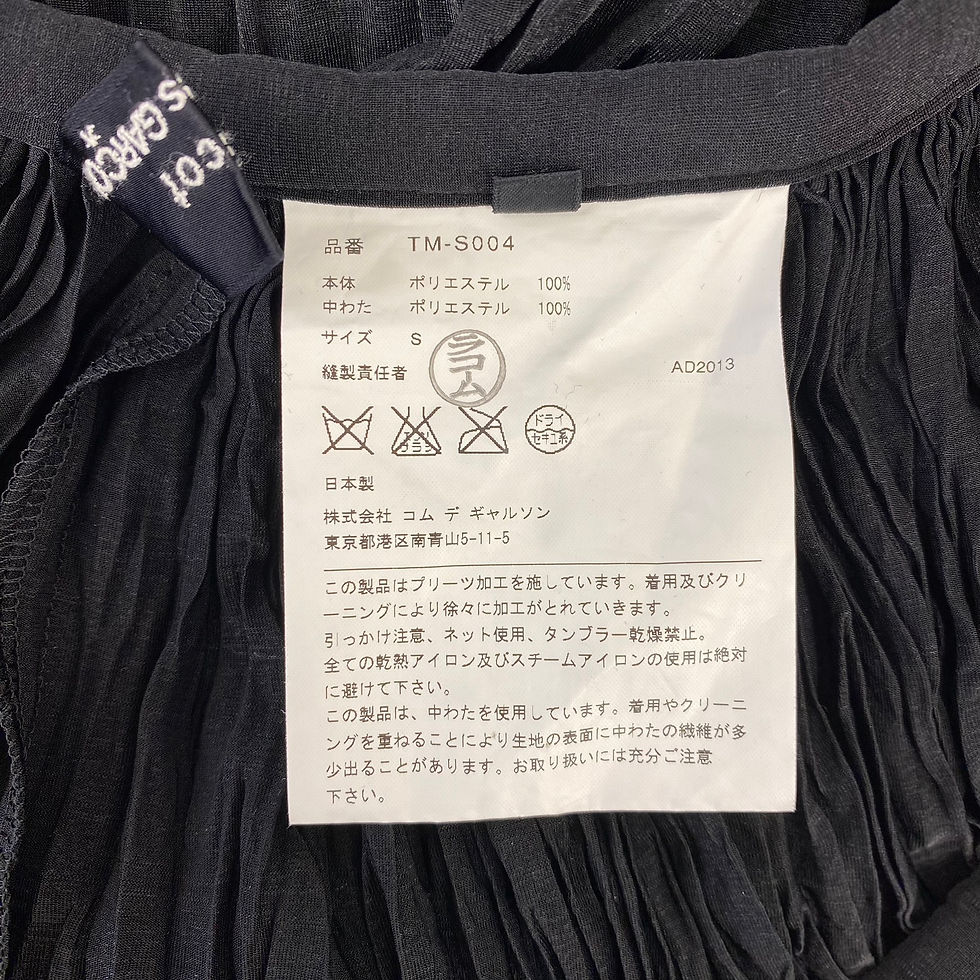 S GARÇO
COT
品番 TM-S004
本体 ポリエステル 100%
中わた ポリエステル 100%
サイズ S
縫製責任者 ラコム AD2013
エンソ ブラシ ドライ セキユ系
日本製
株式会社 コム デ ギャルソン
東京都港区南青山5-11-5
この製品はプリーツ加工を施しています。着用及びクリ
ーニングにより徐々に加工がとれていきます。
引っかけ注意、ネット使用、タンブラー乾燥禁止。
全ての乾熱アイロン及びスチームアイロンの使用は絶対
に避けて下さい。
この製品は、中わたを使用しています。着用やクリーニ
ングを重ねることにより生地の表面に中わたの繊維が多
少出ることがあります。お取り扱いには充分ご注意
下さい。